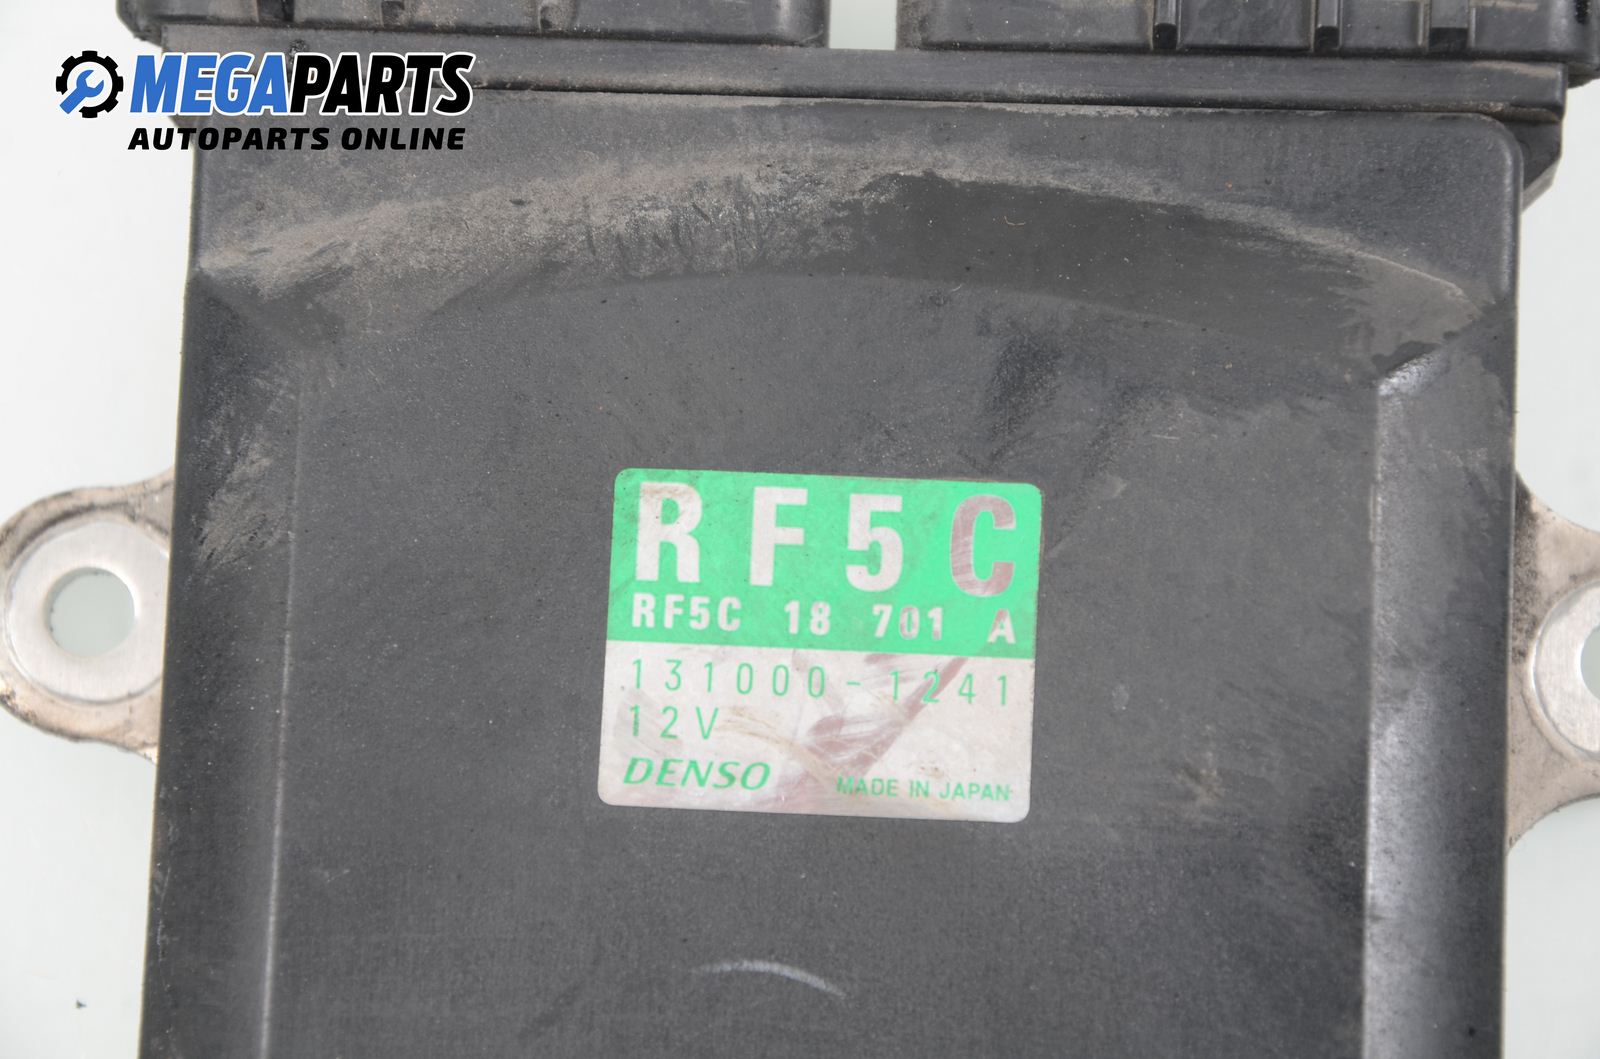 MEGAPARTS
AUTOPARTS ONLINE
RF5C
RF5C 18 701 A
131000-1241
12V
DENSO MADE IN JAPAN